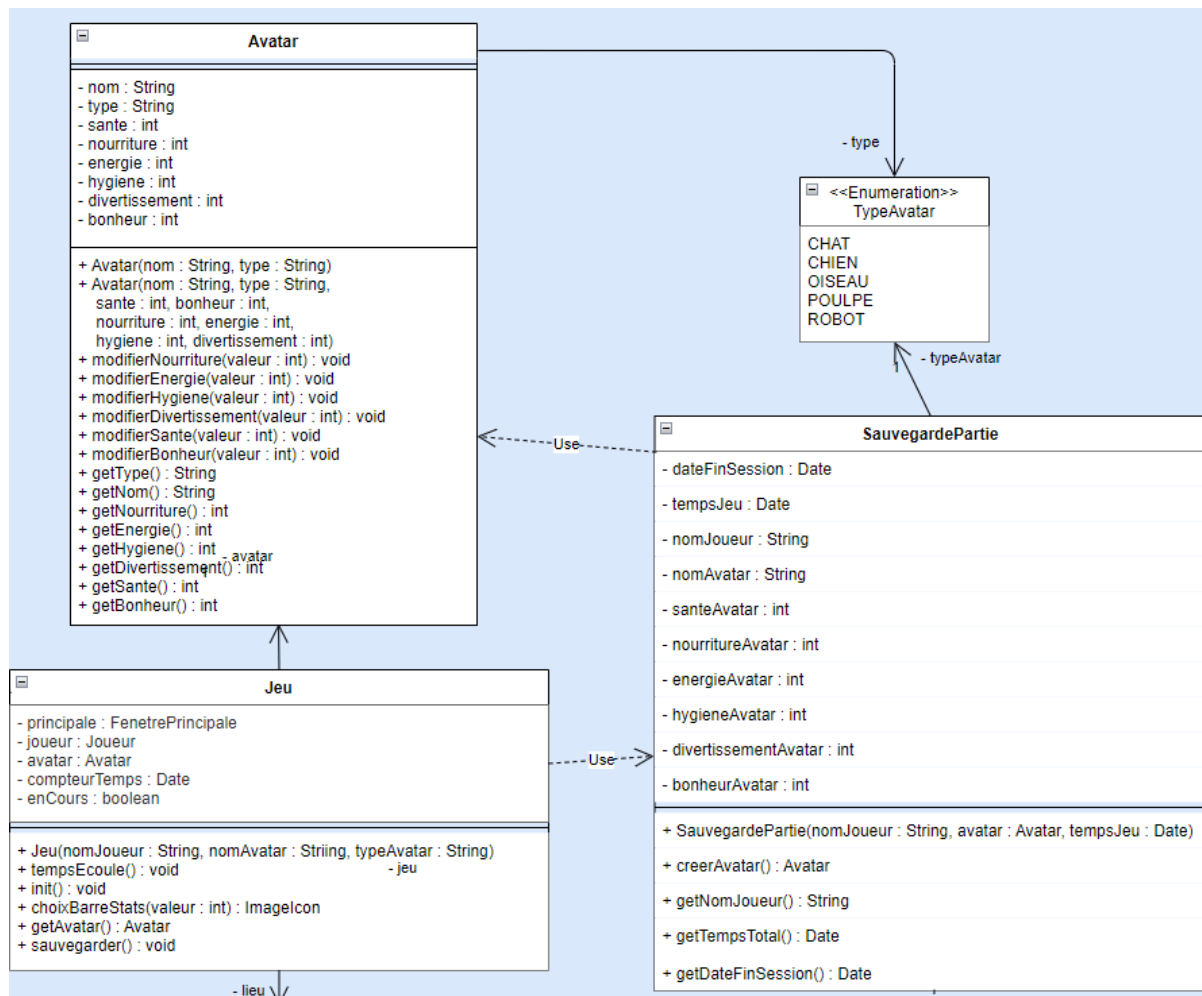 Avatar
- nom : String
- type : String
- sante : int
- nourriture : int
- energie : int
- hygiene : int
- divertissement : int
- bonheur : int
+ Avatar(nom : String, type : String)
+ Avatar(nom : String, type : String,
sante : int, bonheur : int,
nourriture : int, energie : int,
hygiene : int, divertissement : int)
+ modifierNourriture(valeur : int) : void
+ modifierEnergie(valeur : int) : void
+ modifierHygiene(valeur : int) : void
+ modifierDivertissement(valeur : int) : void
+ modifierSante(valeur : int) : void
+ modifierBonheur(valeur : int) : void
+ getType() : String
+ getNom() : String
+ getNourriture() : int
+ getEnergie() : int
+ getHygiene() : int
- avatar
+ getDivertissement() : int
1
+ getSante() : int
+ getBonheur() : int
- type
<<Enumeration>>
TypeAvatar
CHAT
CHIEN
OISEAU
POULPE
ROBOT
- typeAvatar
1
Use
SauvegardePartie
- dateFinSession : Date
- tempsJeu : Date
- nomJoueur : String
- nomAvatar : String
- santeAvatar : int
- nourritureAvatar : int
- energieAvatar : int
- hygieneAvatar : int
- divertissementAvatar : int
- bonheurAvatar : int
+ SauvegardePartie(nomJoueur : String, avatar : Avatar, tempsJeu : Date)
+ creerAvatar() : Avatar
+ getNomJoueur() : String
+ getTempsTotal() : Date
+ getDateFinSession() : Date
Jeu
- principale : FenetrePrincipale
- joueur : Joueur
- avatar : Avatar
- compteurTemps : Date
- enCours : boolean
Use
+ Jeu(nomJoueur : String, nomAvatar : Striing, typeAvatar : String)
+ tempsEcoule() : void
- jeu
+ init() : void
+ choixBarreStats(valeur : int) : ImageIcon
+ getAvatar() : Avatar
+ sauvegarder() : void
- lieu